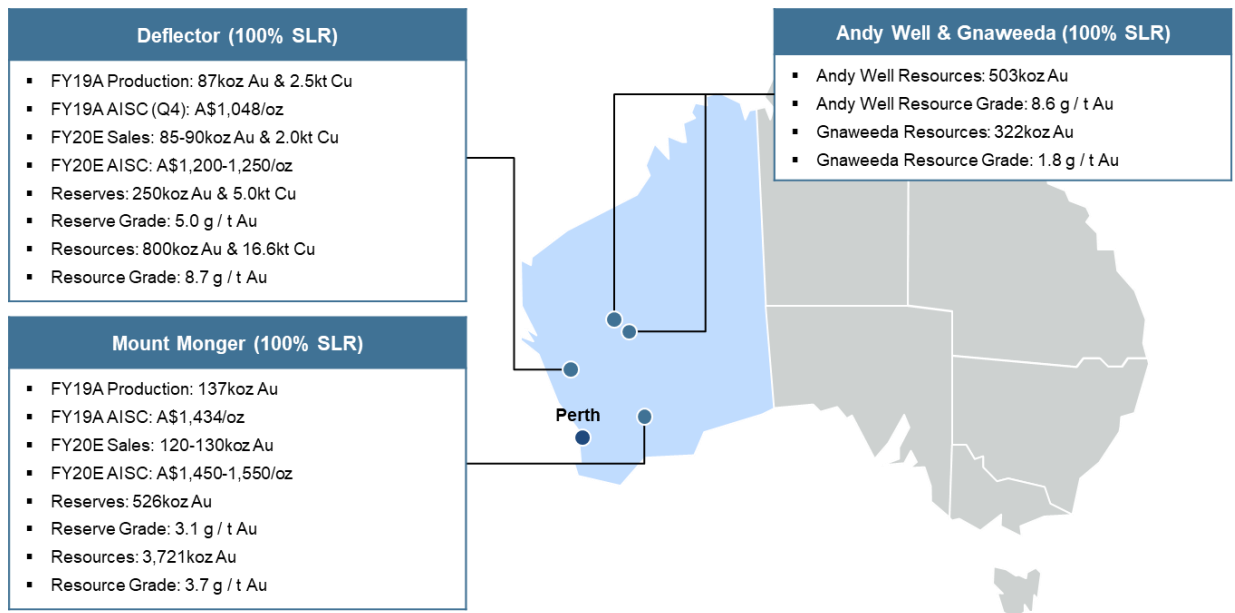 Deflector (100% SLR)
▪ FY19A Production: 87koz Au & 2.5kt Cu
▪ FY19A AISC (Q4): A$1,048/oz
▪ FY20E Sales: 85-90koz Au & 2.0kt Cu
▪ FY20E AISC: A$1,200-1,250/oz
▪ Reserves: 250koz Au & 5.0kt Cu
▪ Reserve Grade: 5.0 g / t Au
▪ Resources: 800koz Au & 16.6kt Cu
▪ Resource Grade: 8.7 g / t Au
Andy Well & Gnaweeda (100% SLR)
▪ Andy Well Resources: 503koz Au
▪ Andy Well Resource Grade: 8.6 g / t Au
▪ Gnaweeda Resources: 322koz Au
▪ Gnaweeda Resource Grade: 1.8 g / t Au
Mount Monger (100% SLR)
▪ FY19A Production: 137koz Au
▪ FY19A AISC: A$1,434/oz
▪ FY20E Sales: 120-130koz Au
▪ FY20E AISC: A$1,450-1,550/oz
▪ Reserves: 526koz Au
▪ Reserve Grade: 3.1 g / t Au
▪ Resources: 3,721koz Au
▪ Resource Grade: 3.7 g / t Au
Perth